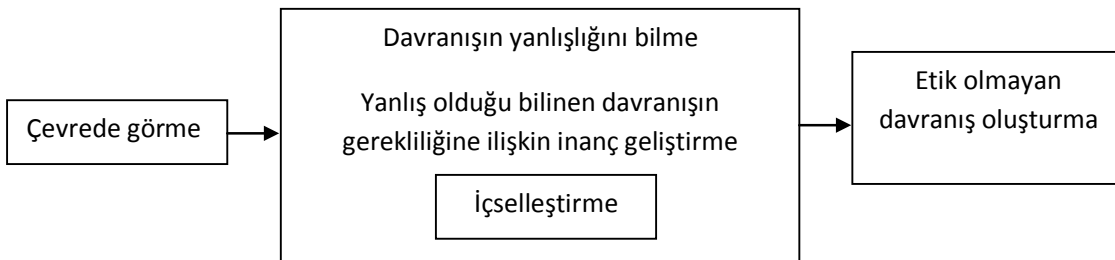 Çevrede görme
Davranışın yanlışlığını bilme
Yanlış olduğu bilinen davranışın
gerekliliğine ilişkin inanç geliştirme
İçselleştirme
Etik olmayan
davranış oluşturma